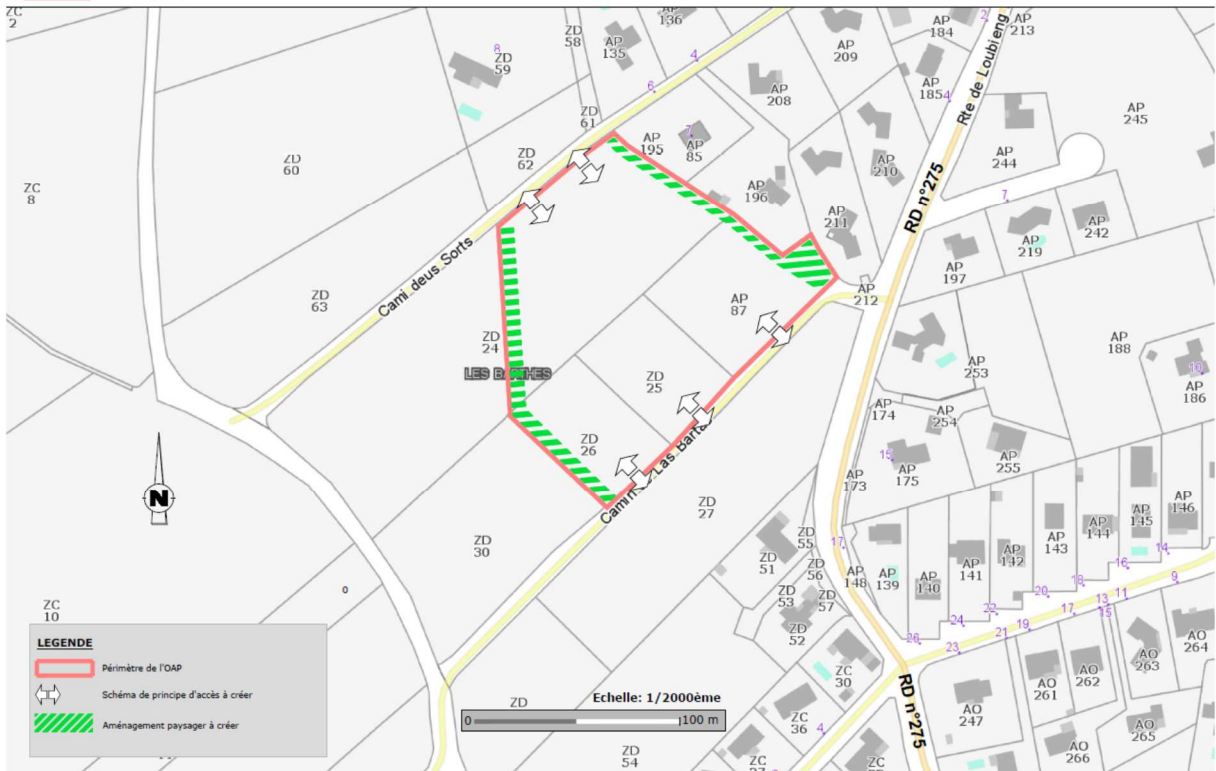 ZC
2
8
ZD
59
ZD
58
AP
135
AP
136
4
6
AP
208
AP
209
AP
184
2
AP
213
AP
185
4
Rte de Loubieng
AP
245
ZC
8
ZD
60
ZD
61
ZD
62
AP
195
7
AP
85
AP
196
AP
210
AP
244
7
AP
211
RD n°275
AP
219
AP
242
AP
197
AP
212
Cami deus Sorts
ZD
63
ZD
24
AP
87
AP
188
AP
253
AP
186
10
ZD
25
ZD
26
AP
174
AP
254
15
AP
175
AP
255
AP
173
ZD
27
ZD
30
N
0
ZD
51
ZD
55
ZD
56
ZD
53
ZD
57
ZD
52
17
AP
148
AP
139
AP
140
AP
141
AP
142
AP
143
AP
144
AP
145
AP
146
14
16
18
20
22
24
26
9
11
13
15
17
19
21
23
ZC
10
ZC
30
ZC
36
4
RD n°275
AO
247
AO
261
AO
262
AO
263
AO
264
AO
265
AO
266
ZD
ZD
54
LEGENDE
Périmètre de l'OAP
Schéma de principe d'accès à créer
Aménagement paysager à créer
Echelle: 1/2000ème
0
100 m